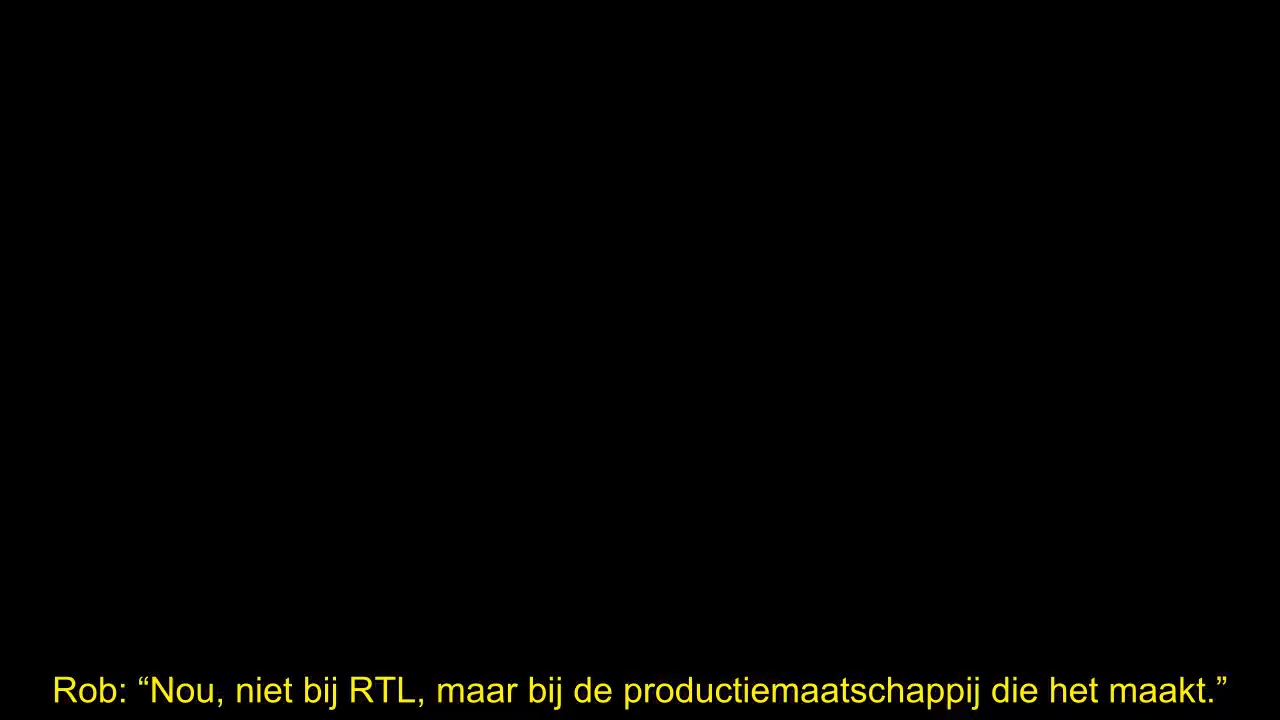 Rob: “Nou, niet bij RTL, maar bij de productiemaatschappij die het maakt.”